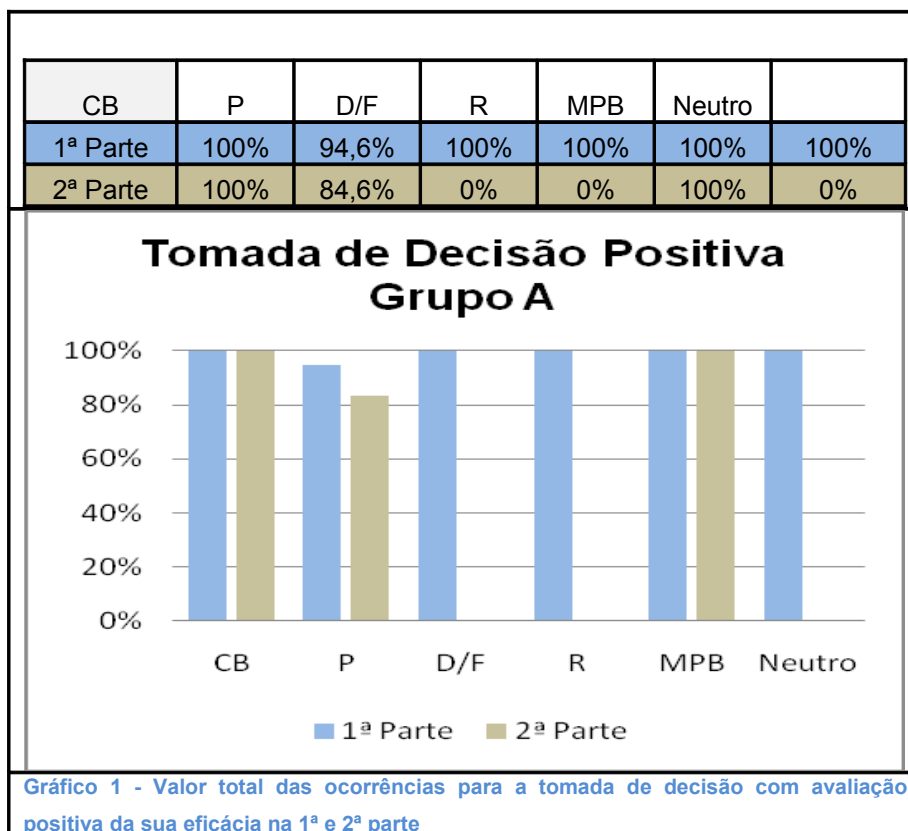 CB P D/F R MPB Neutro
1ª Parte 100% 94,6% 100% 100% 100% 100%
2ª Parte 100% 84,6% 0% 0% 100% 0%
Tomada de Decisão Positiva
Grupo A
100%
80%
60%
40%
20%
0%
CB P D/F R MPB Neutro
1ª Parte 2ª Parte
Gráfico 1 - Valor total das ocorrências para a tomada de decisão com avaliação
positiva da sua eficácia na 1ª e 2ª parte